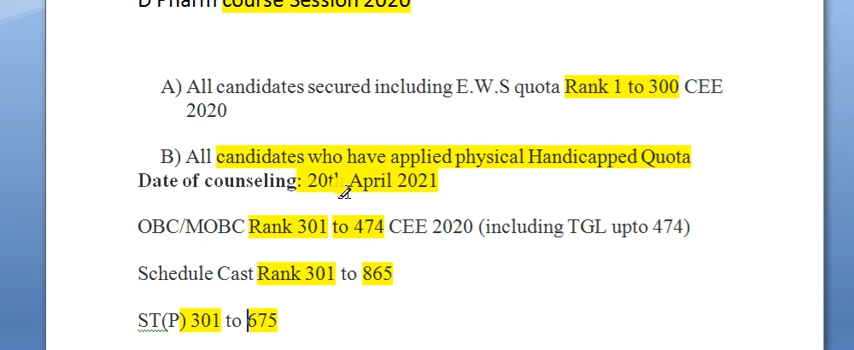 D Pharm course Session 2020
A) All candidates secured including E.W.S quota Rank 1 to 300 CEE
2020
B) All candidates who have applied physical Handicapped Quota
Date of counseling: 20th April 2021
OBC/MOBC Rank 301 to 474 CEE 2020 (including TGL upto 474)
Schedule Cast Rank 301 to 865
ST(P) 301 to 675